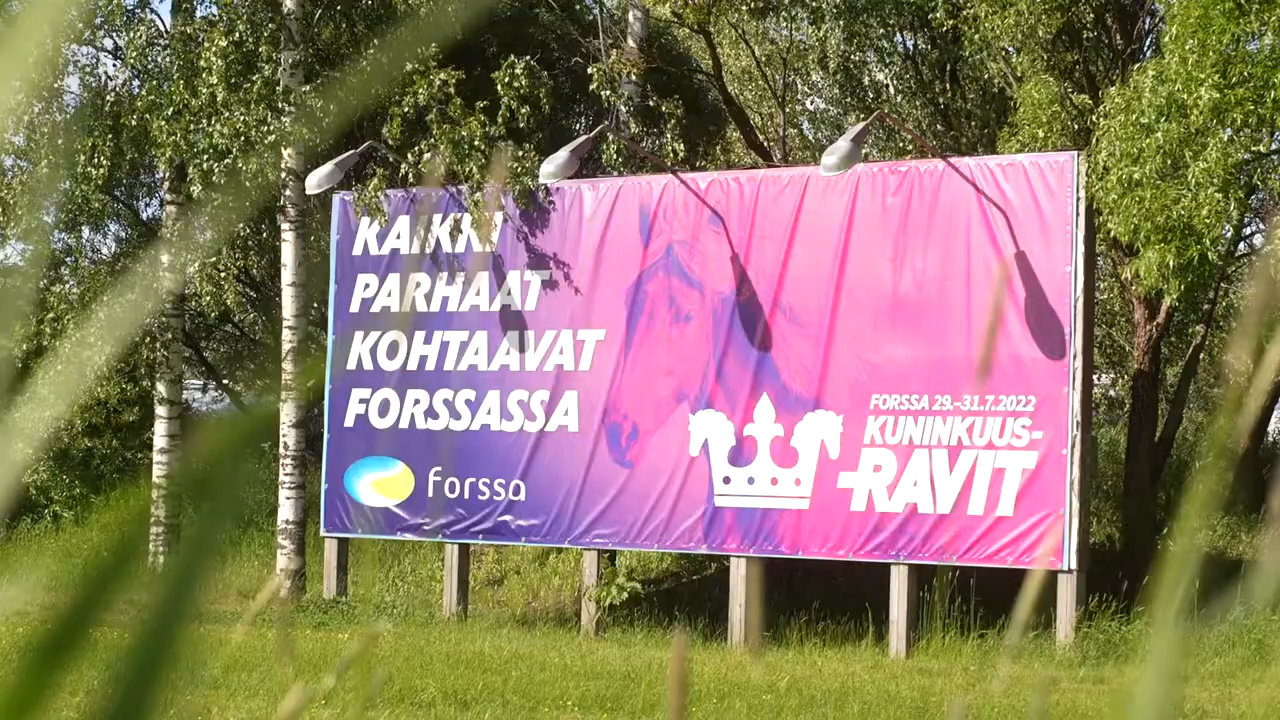 KAIKKI
PARHAAT
KOHTAAVAT
FORSSASSA
forssa
FORSSA 29.-31.7.2022
KUNINKUUS-
-RAVIT